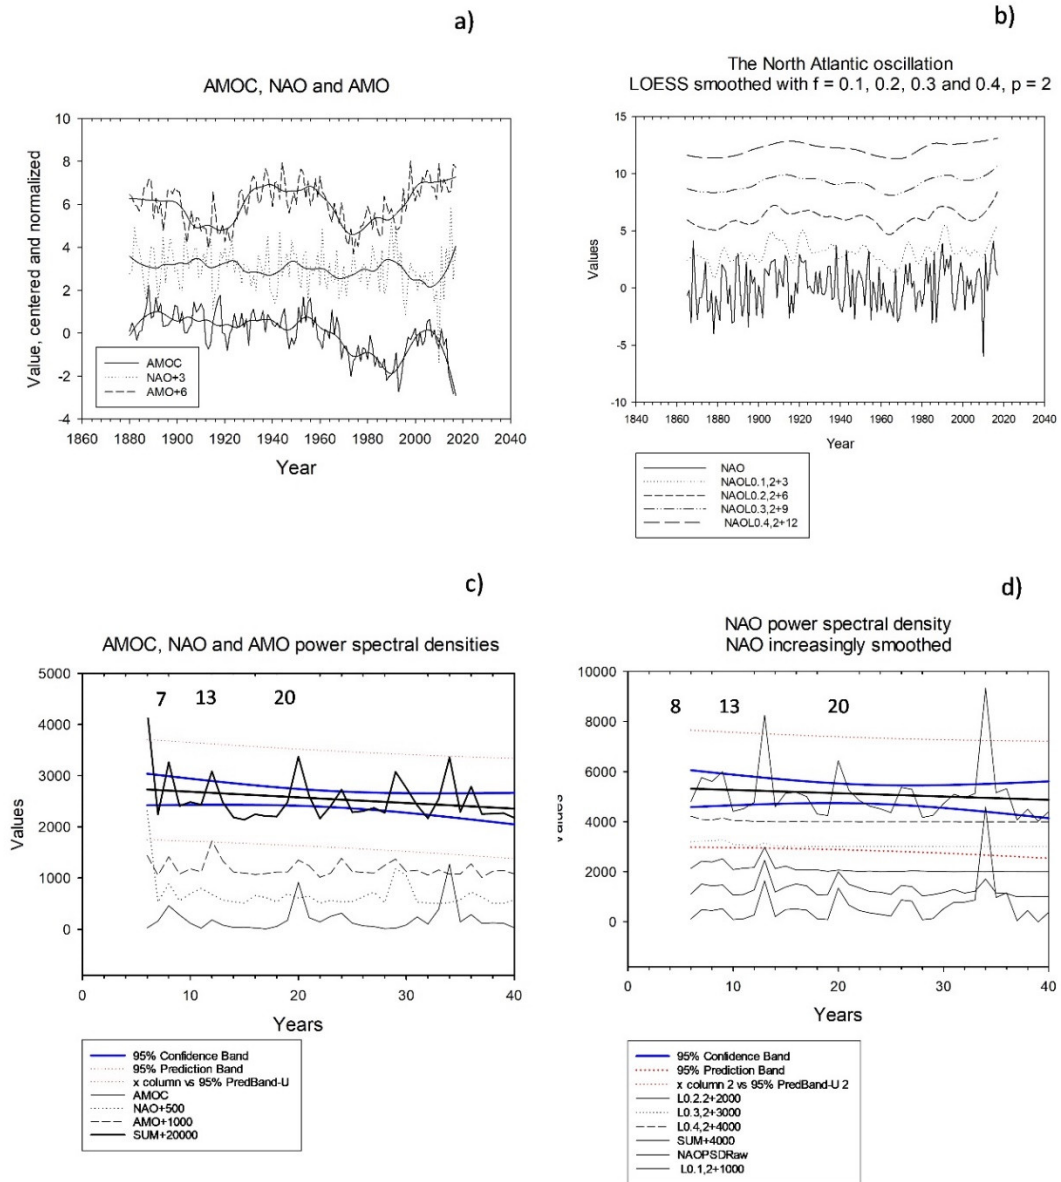 a)
AMOC, NAO and AMO
Value, centered and normalized
10
8
6
4
2
0
-2
-4
1860 1880 1900 1920 1940 1960 1980 2000 2020 2040
Year
AMOC
NAO+3
AMO+6
b)
The North Atlantic oscillation
LOESS smoothed with f = 0.1, 0.2, 0.3 and 0.4, p = 2
Values
15
10
5
0
-5
-10
1840 1860 1880 1900 1920 1940 1960 1980 2000 2020 2040
Year
NAO
NAOL0.1,2+3
NAOL0.2,2+6
NAOL0.3,2+9
NAOL0.4,2+12
c)
AMOC, NAO and AMO power spectral densities
Values
5000
4000
3000
2000
1000
0
7 13 20
0 10 20 30 40
Years
95% Confidence Band
95% Prediction Band
x column vs 95% PredBand-U
AMOC
NAO+500
AMO+1000
SUM+20000
d)
NAO power spectral density
NAO increasingly smoothed
Values
10000
8000
6000
4000
2000
0
8 13 20
0 10 20 30 40
Years
95% Confidence Band
95% Prediction Band
x column 2 vs 95% PredBand-U 2
L0.2.2+2000
L0.3,2+3000
L0.4,2+4000
SUM+4000
NAOPSDRaw
L0.1,2+1000